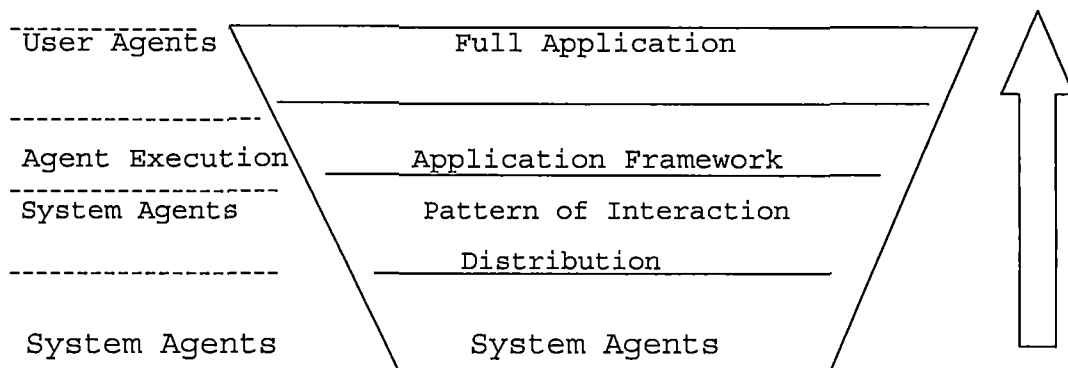 User Agents Full Application
Agent Execution Application Framework
System Agents Pattern of Interaction
Distribution
System Agents System Agents